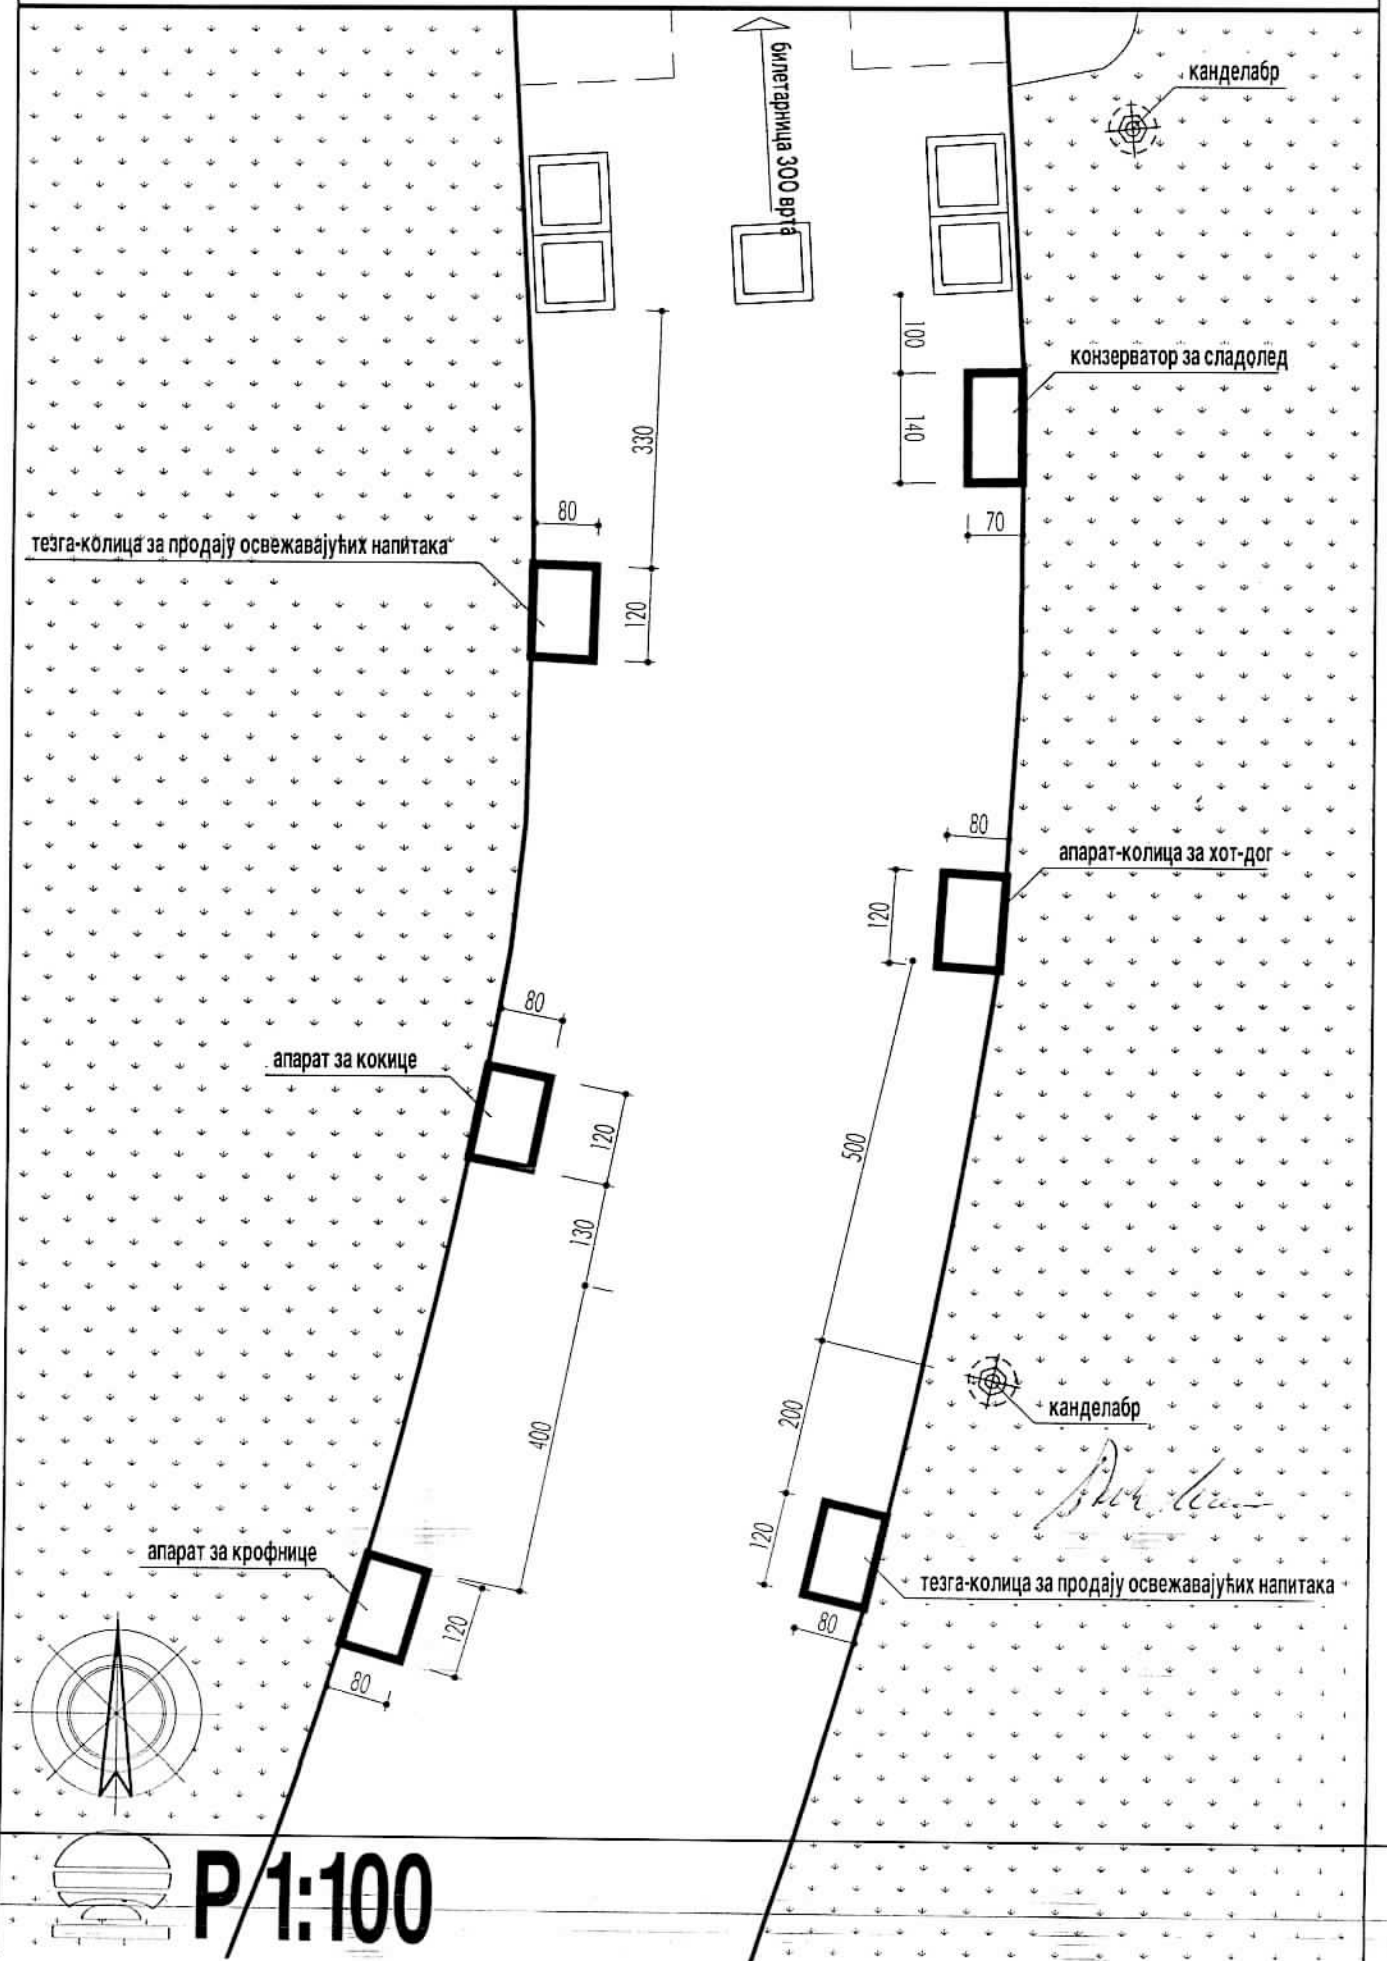 канделабр
билетарница ЗОО врта
100
конзерватор за сладолед
330
140
80
70
тезга-колица за продају освежавајућих напитака
120
80
апарат-колица за хот-дог
120
80
апарат за кокице
120
500
130
канделабр
200
400
120
апарат за крофнице
тезга-колица за продају освежавајућих напитака
120
80
80
Р 1:100